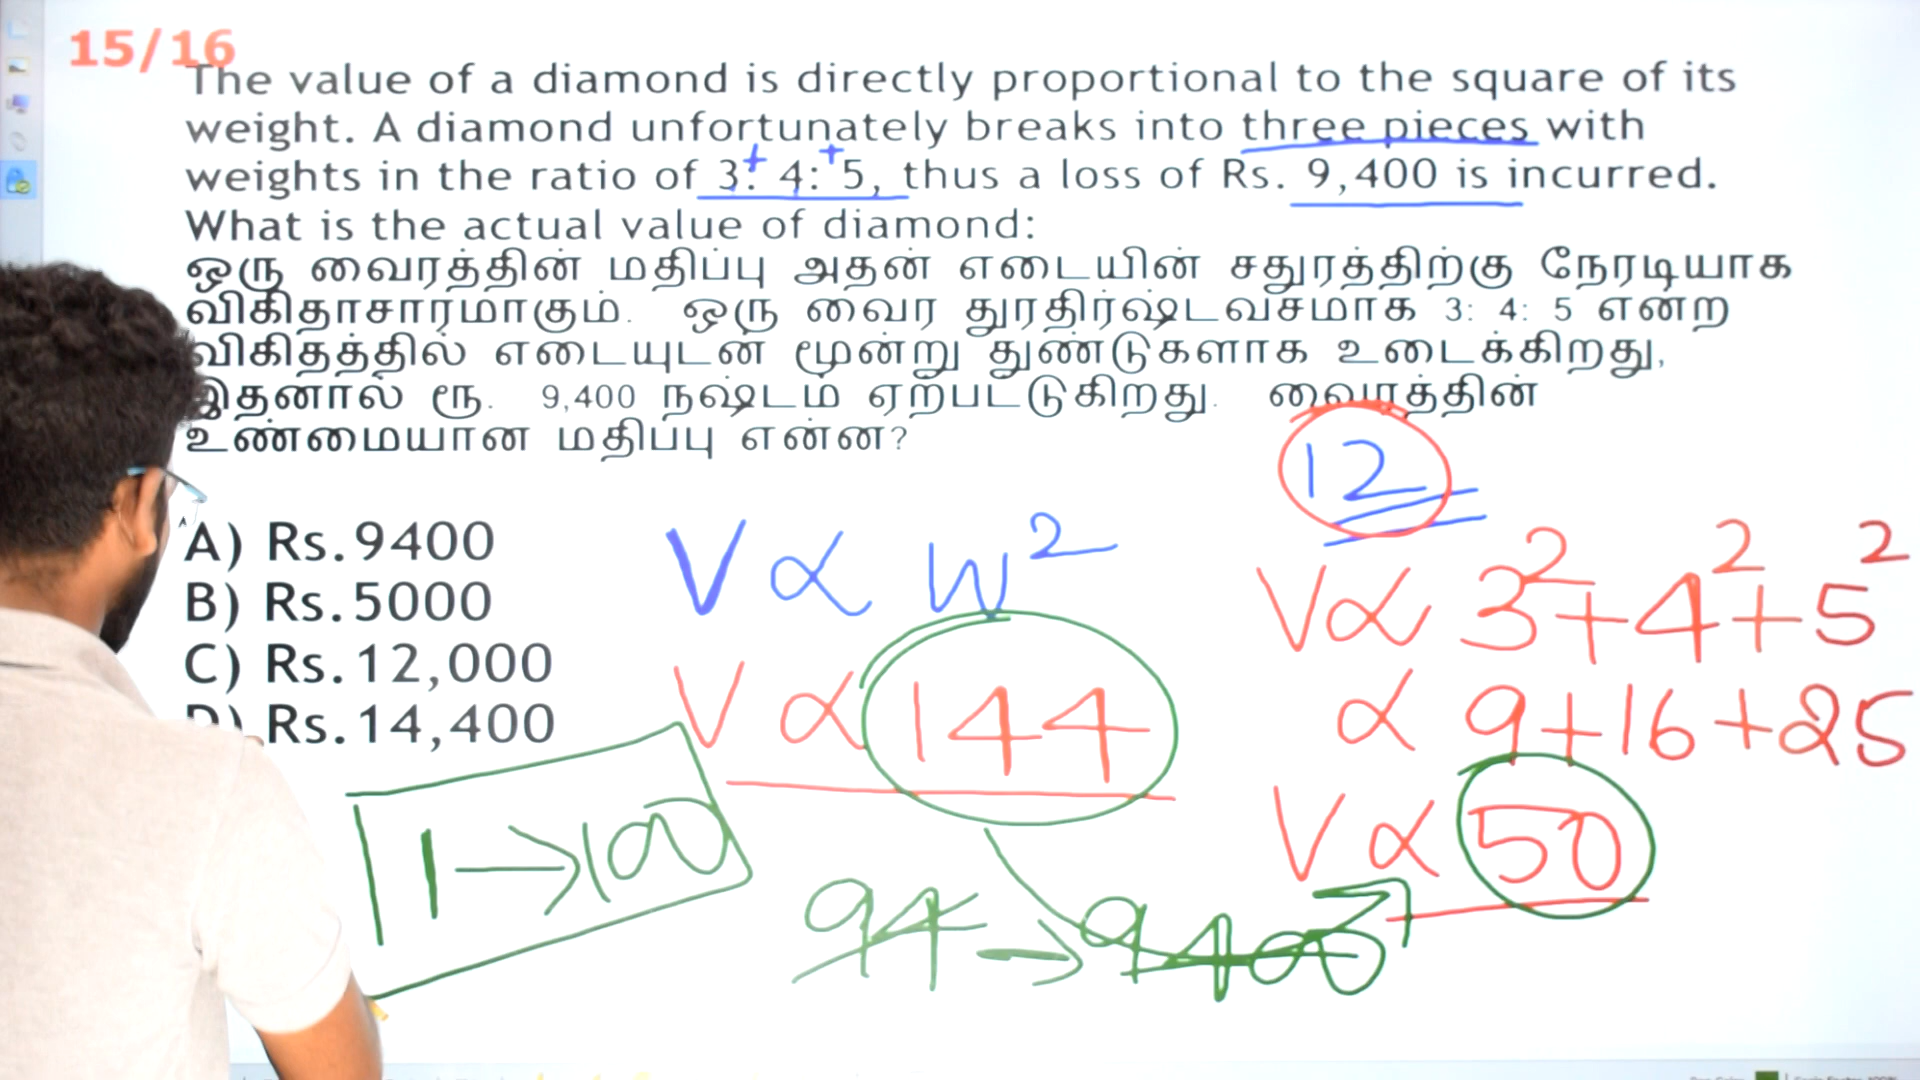 15/16
The value of a diamond is directly proportional to the square of its
weight. A diamond unfortunately breaks into three pieces with
weights in the ratio of 3: 4: 5, thus a loss of Rs. 9,400 is incurred.
What is the actual value of diamond:
ஒரு வைரத்தின் மதிப்பு அதன் எடையின் சதுரத்திற்கு நேரடியாக
விகிதாசாரமாகும். ஒரு வைர துரதிர்ஷ்டவசமாக 3: 4: 5 என்ற
விகிதத்தில் எடையுடன் மூன்று துண்டுகளாக உடைக்கிறது,
இதனால் ரூ. 9,400 நஷ்டம் ஏற்பட்டுகிறது. வைரத்தின்
உண்மையான மதிப்பு என்ன?
A) Rs.9400
B) Rs.5000
C) Rs.12,000
D) Rs.14,400
+ +
12
V ∝ W²
V ∝ 144
V ∝ 3² + 4² + 5²
∝ 9 + 16 + 25
V ∝ 50
1 → 100
94 → 9400